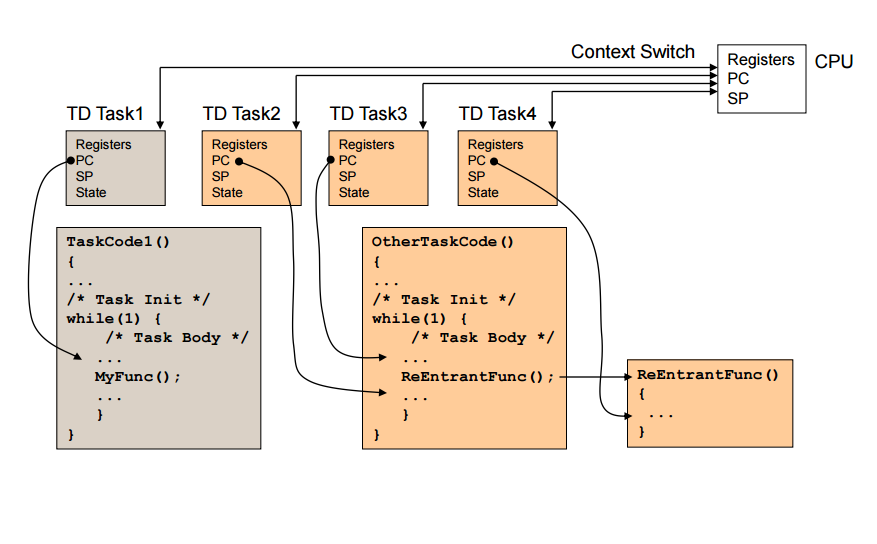 Context Switch
Registers
PC
SP
CPU
TD Task1
TD Task2
TD Task3
TD Task4
Registers
PC
SP
State
Registers
PC
SP
State
Registers
PC
SP
State
Registers
PC
SP
State
TaskCode1()
{
...
/* Task Init */
while(1) {
/* Task Body */
...
MyFunc();
...
}
}
OtherTaskCode()
{
...
/* Task Init */
while(1) {
/* Task Body */
...
ReEntrantFunc();
...
}
}
ReEntrantFunc()
{
...
}